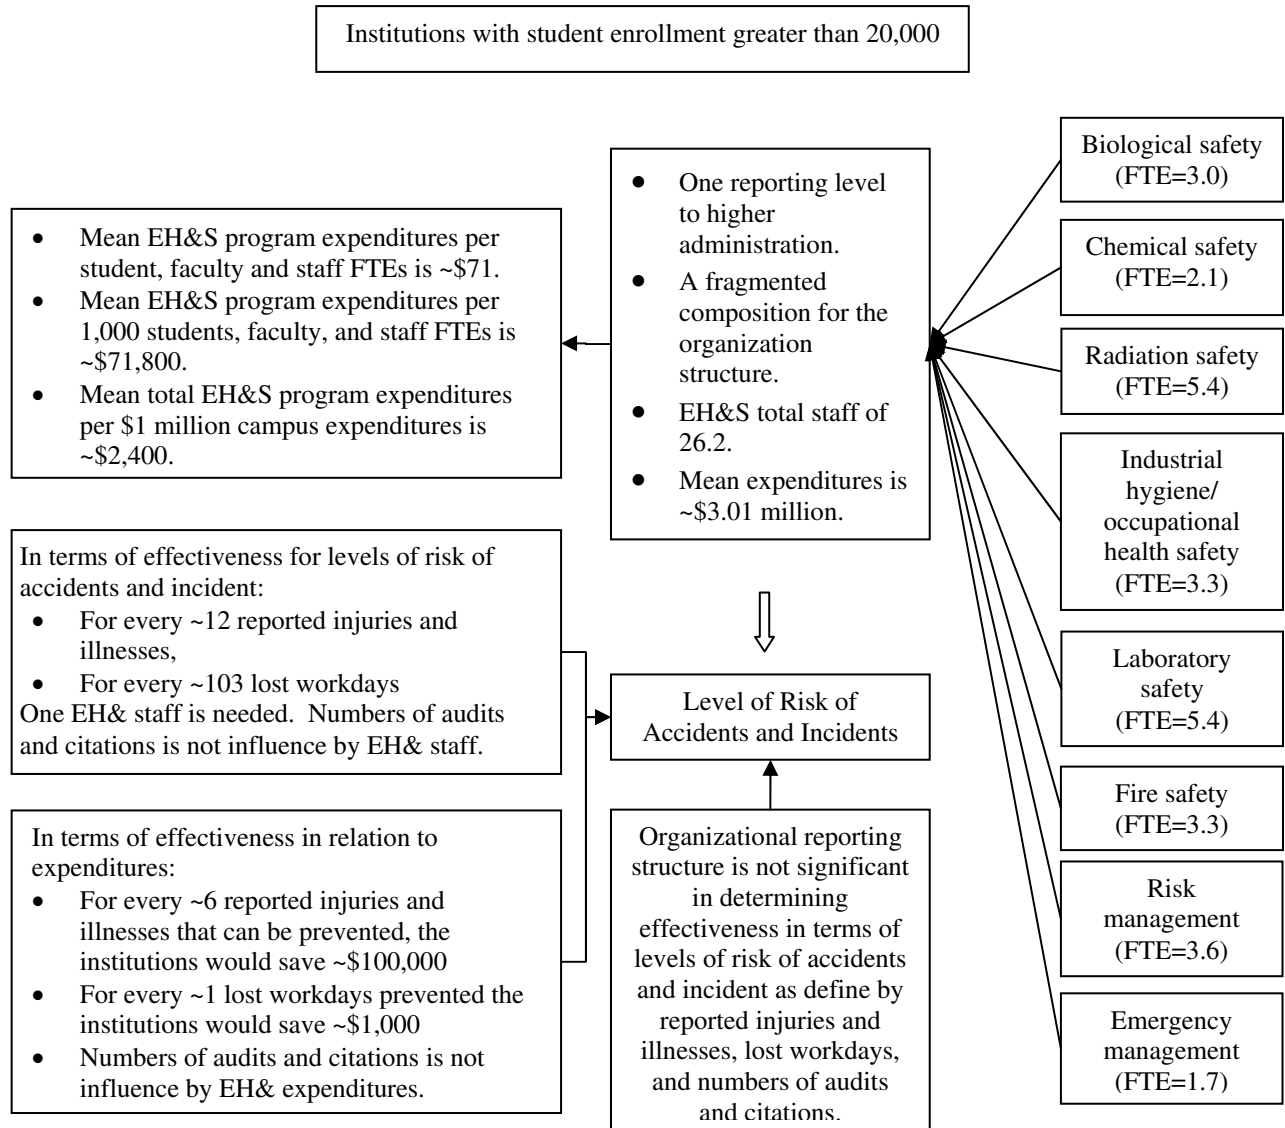 Institutions with student enrollment greater than 20,000
• Mean EH&S program expenditures per
student, faculty and staff FTEs is ~$71.
• Mean EH&S program expenditures per
1,000 students, faculty, and staff FTEs is
~$71,800.
• Mean total EH&S program expenditures
per $1 million campus expenditures is
~$2,400.
• One reporting level
to higher
administration.
• A fragmented
composition for the
organization
structure.
• EH&S total staff of
26.2.
• Mean expenditures is
~$3.01 million.
Biological safety
(FTE=3.0)
Chemical safety
(FTE=2.1)
Radiation safety
(FTE=5.4)
Industrial
hygiene/
occupational
health safety
(FTE=3.3)
Laboratory
safety
(FTE=5.4)
Fire safety
(FTE=3.3)
Risk
management
(FTE=3.6)
Emergency
management
(FTE=1.7)
In terms of effectiveness for levels of risk of
accidents and incident:
• For every ~12 reported injuries and
illnesses,
• For every ~103 lost workdays
One EH& staff is needed. Numbers of audits
and citations is not influence by EH& staff.
Level of Risk of
Accidents and Incidents
In terms of effectiveness in relation to
expenditures:
• For every ~6 reported injuries and
illnesses that can be prevented, the
institutions would save ~$100,000
• For every ~1 lost workdays prevented the
institutions would save ~$1,000
• Numbers of audits and citations is not
influence by EH& expenditures.
Organizational reporting
structure is not significant
in determining
effectiveness in terms of
levels of risk of accidents
and incident as define by
reported injuries and
illnesses, lost workdays,
and numbers of audits
and citations.